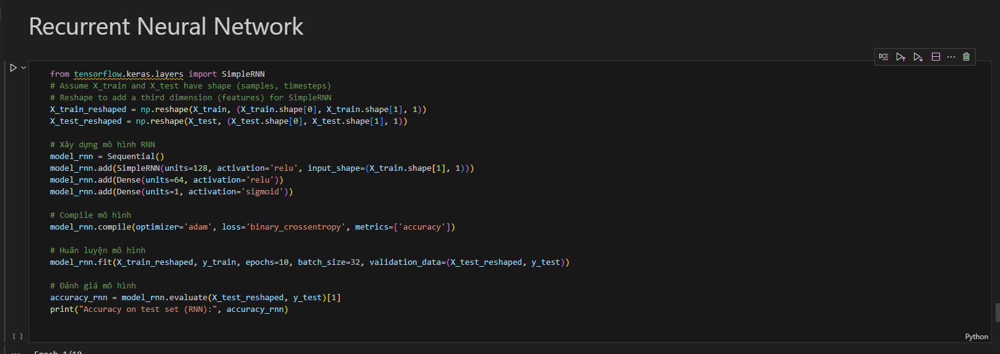 Recurrent Neural Network
from tensorflow.keras.layers import SimpleRNN
# Assume X_train and X_test have shape (samples, timesteps)
# Reshape to add a third dimension (features) for SimpleRNN
X_train_reshaped = np.reshape(X_train, (X_train.shape[0], X_train.shape[1], 1))
X_test_reshaped = np.reshape(X_test, (X_test.shape[0], X_test.shape[1], 1))
# Xây dựng mô hình RNN
model_rnn = Sequential()
model_rnn.add(SimpleRNN(units=128, activation='relu', input_shape=(X_train.shape[1], 1)))
model_rnn.add(Dense(units=64, activation='relu'))
model_rnn.add(Dense(units=1, activation='sigmoid'))
# Compile mô hình
model_rnn.compile(optimizer='adam', loss='binary_crossentropy', metrics=['accuracy'])
# Huấn luyện mô hình
model_rnn.fit(X_train_reshaped, y_train, epochs=10, batch_size=32, validation_data=(X_test_reshaped, y_test))
# Đánh giá mô hình
accuracy_rnn = model_rnn.evaluate(X_test_reshaped, y_test)[1]
print("Accuracy on test set (RNN):", accuracy_rnn)
[ ]
Python
Epoch 1/10